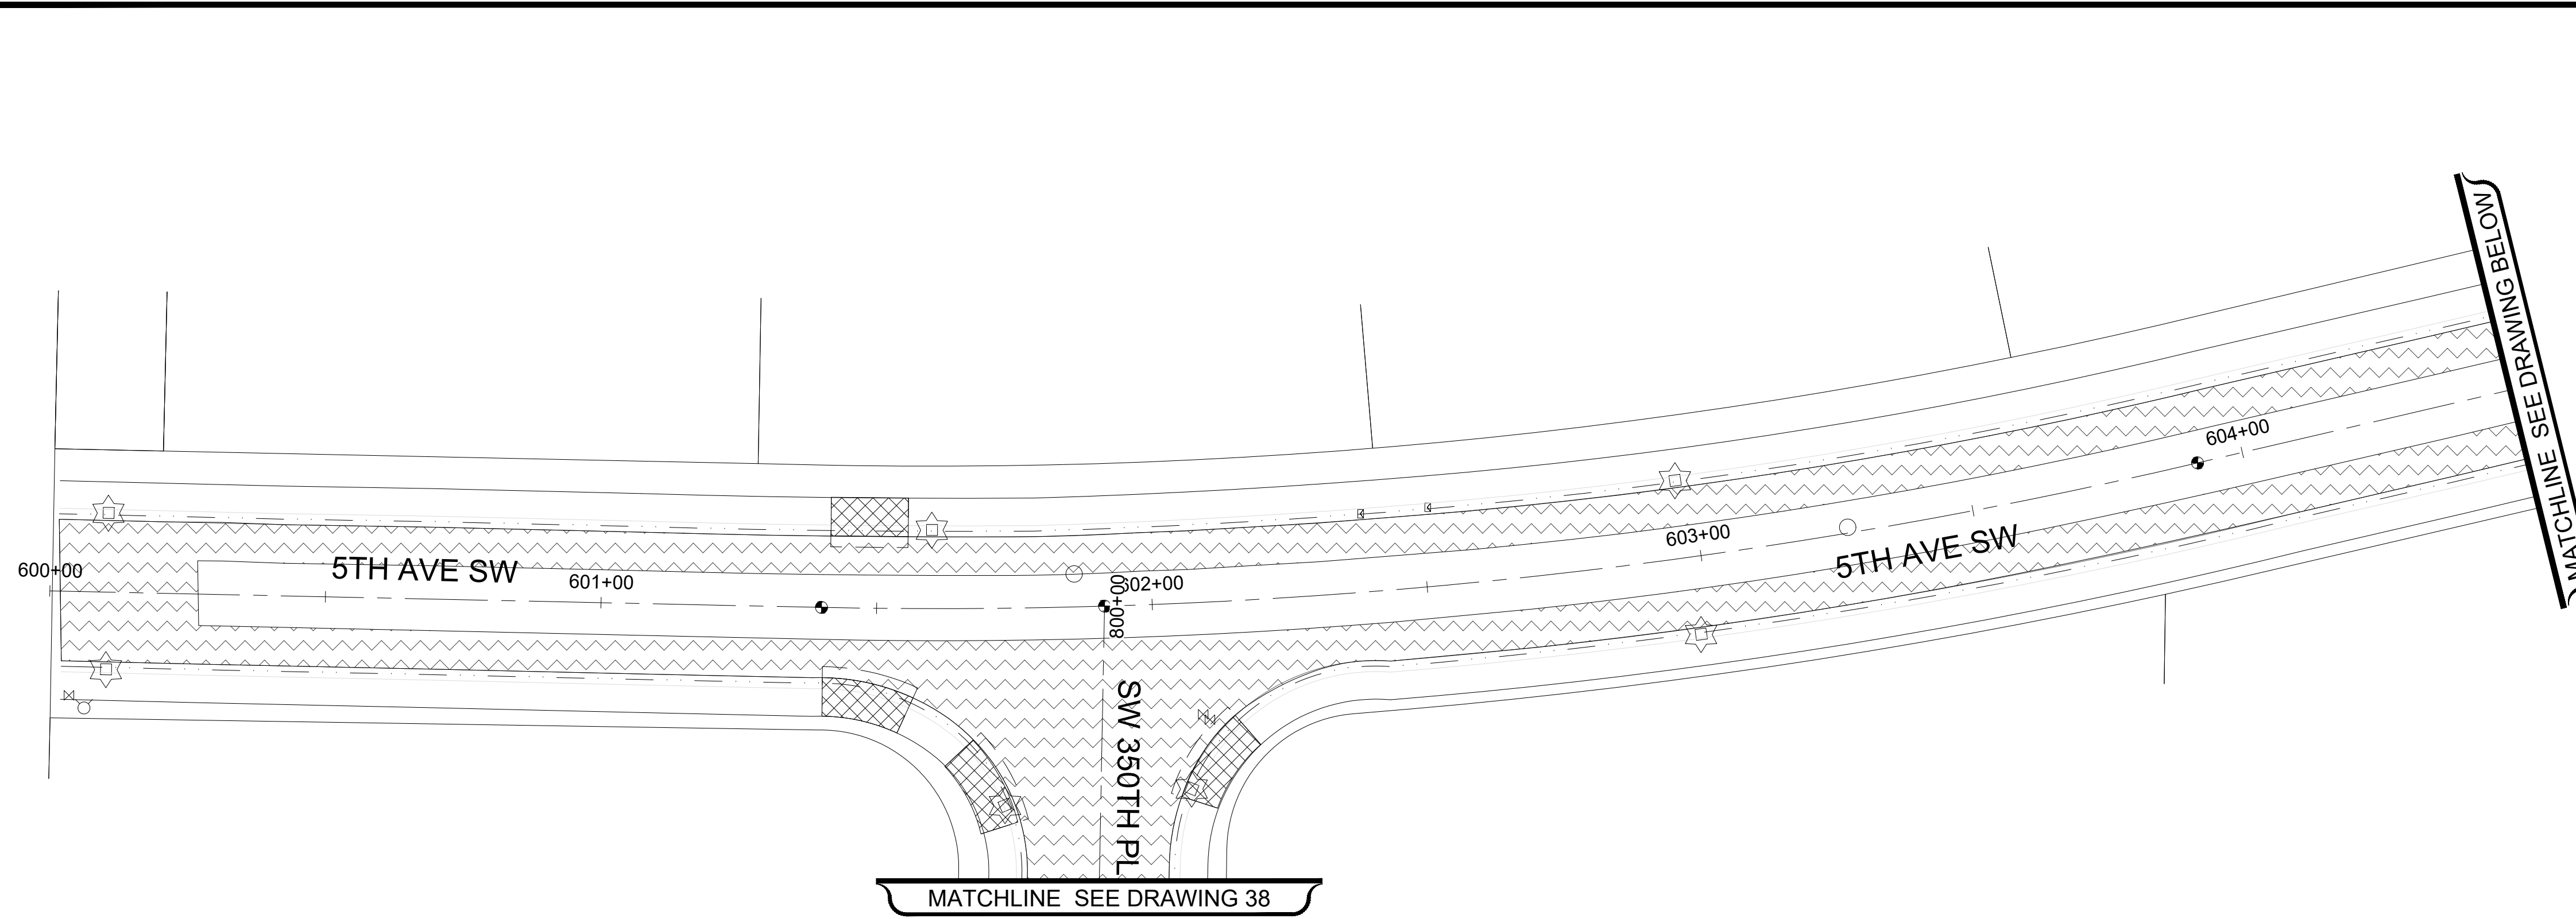 MATCHLINE  SEE DRAWING BELOW
604+00
603+00
5TH AVE SW
600+00
5TH AVE SW
601+00
602+00
800+00
SW 350TH PL
MATCHLINE  SEE DRAWING 38